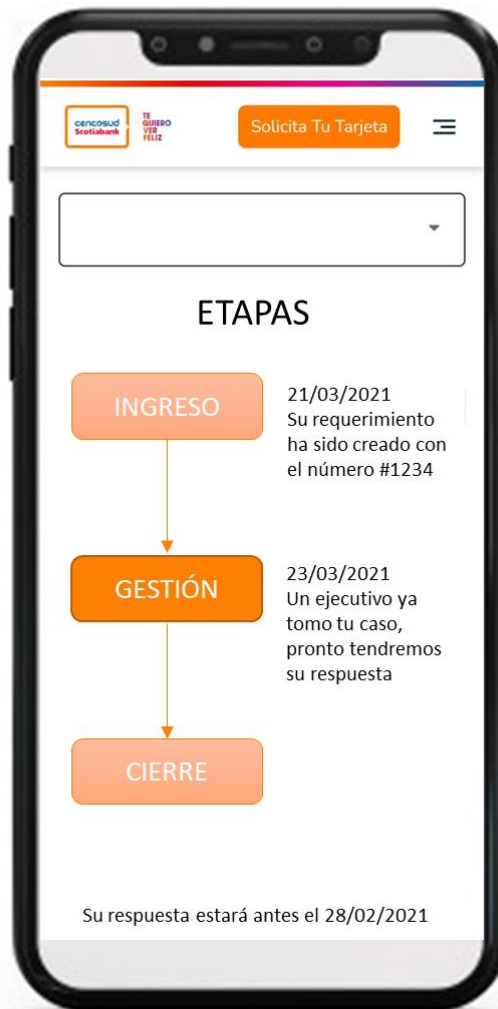 cencosud
Scotiabank
TE
QUIERO
VER
FELIZ
Solicita Tu Tarjeta
ETAPAS
INGRESO
21/03/2021
Su requerimiento
ha sido creado con
el número #1234
GESTIÓN
23/03/2021
Un ejecutivo ya
tomo tu caso,
pronto tendremos
su respuesta
CIERRE
Su respuesta estará antes el 28/02/2021